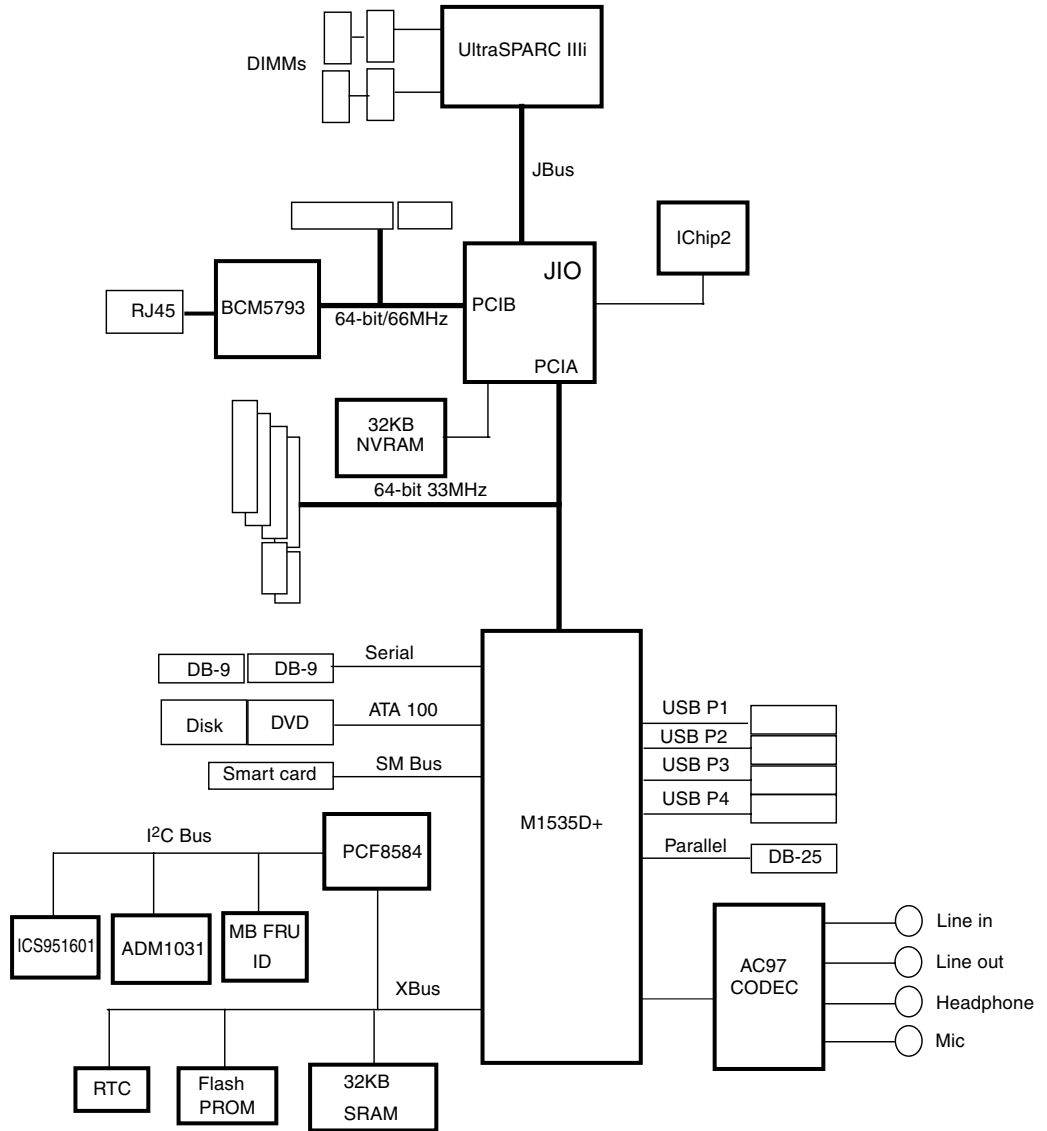 UltraSPARC IIIi
DIMMs
JBus
IChip2
JIO
RJ45
BCM5793
PCIB
64-bit/66MHz
PCIA
32KB
NVRAM
64-bit 33MHz
Serial
DB-9
DB-9
ATA 100
Disk
DVD
SM Bus
Smart card
USB P1
USB P2
USB P3
USB P4
M1535D+
Parallel
DB-25
I²C Bus
PCF8584
ICS951601
ADM1031
MB FRU
ID
AC97
CODEC
Line in
Line out
Headphone
Mic
XBus
RTC
Flash
PROM
32KB
SRAM